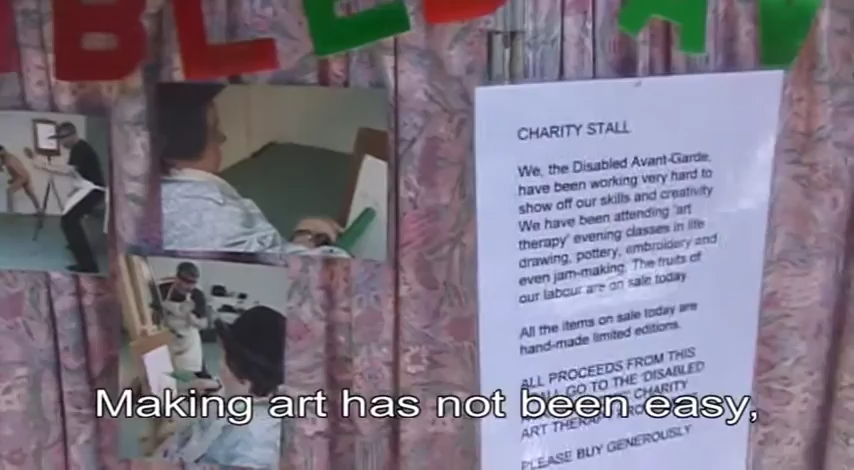 BLED AV
CHARITY STALL
We, the Disabled Avant-Garde,
have been working very hard to
show off our skills and creativity
We have been attending 'art
therapy' evening classes in life
drawing, pottery, embroidery and
even jam-making. The fruits of
our labour are on sale today
All the items on sale today are
hand-made limited editions.
ALL PROCEEDS FROM THIS
GO TO THE 'DISABLED
CHARITY
ART
PLEASE BUY GENEROUSLY
Making art has not been easy,